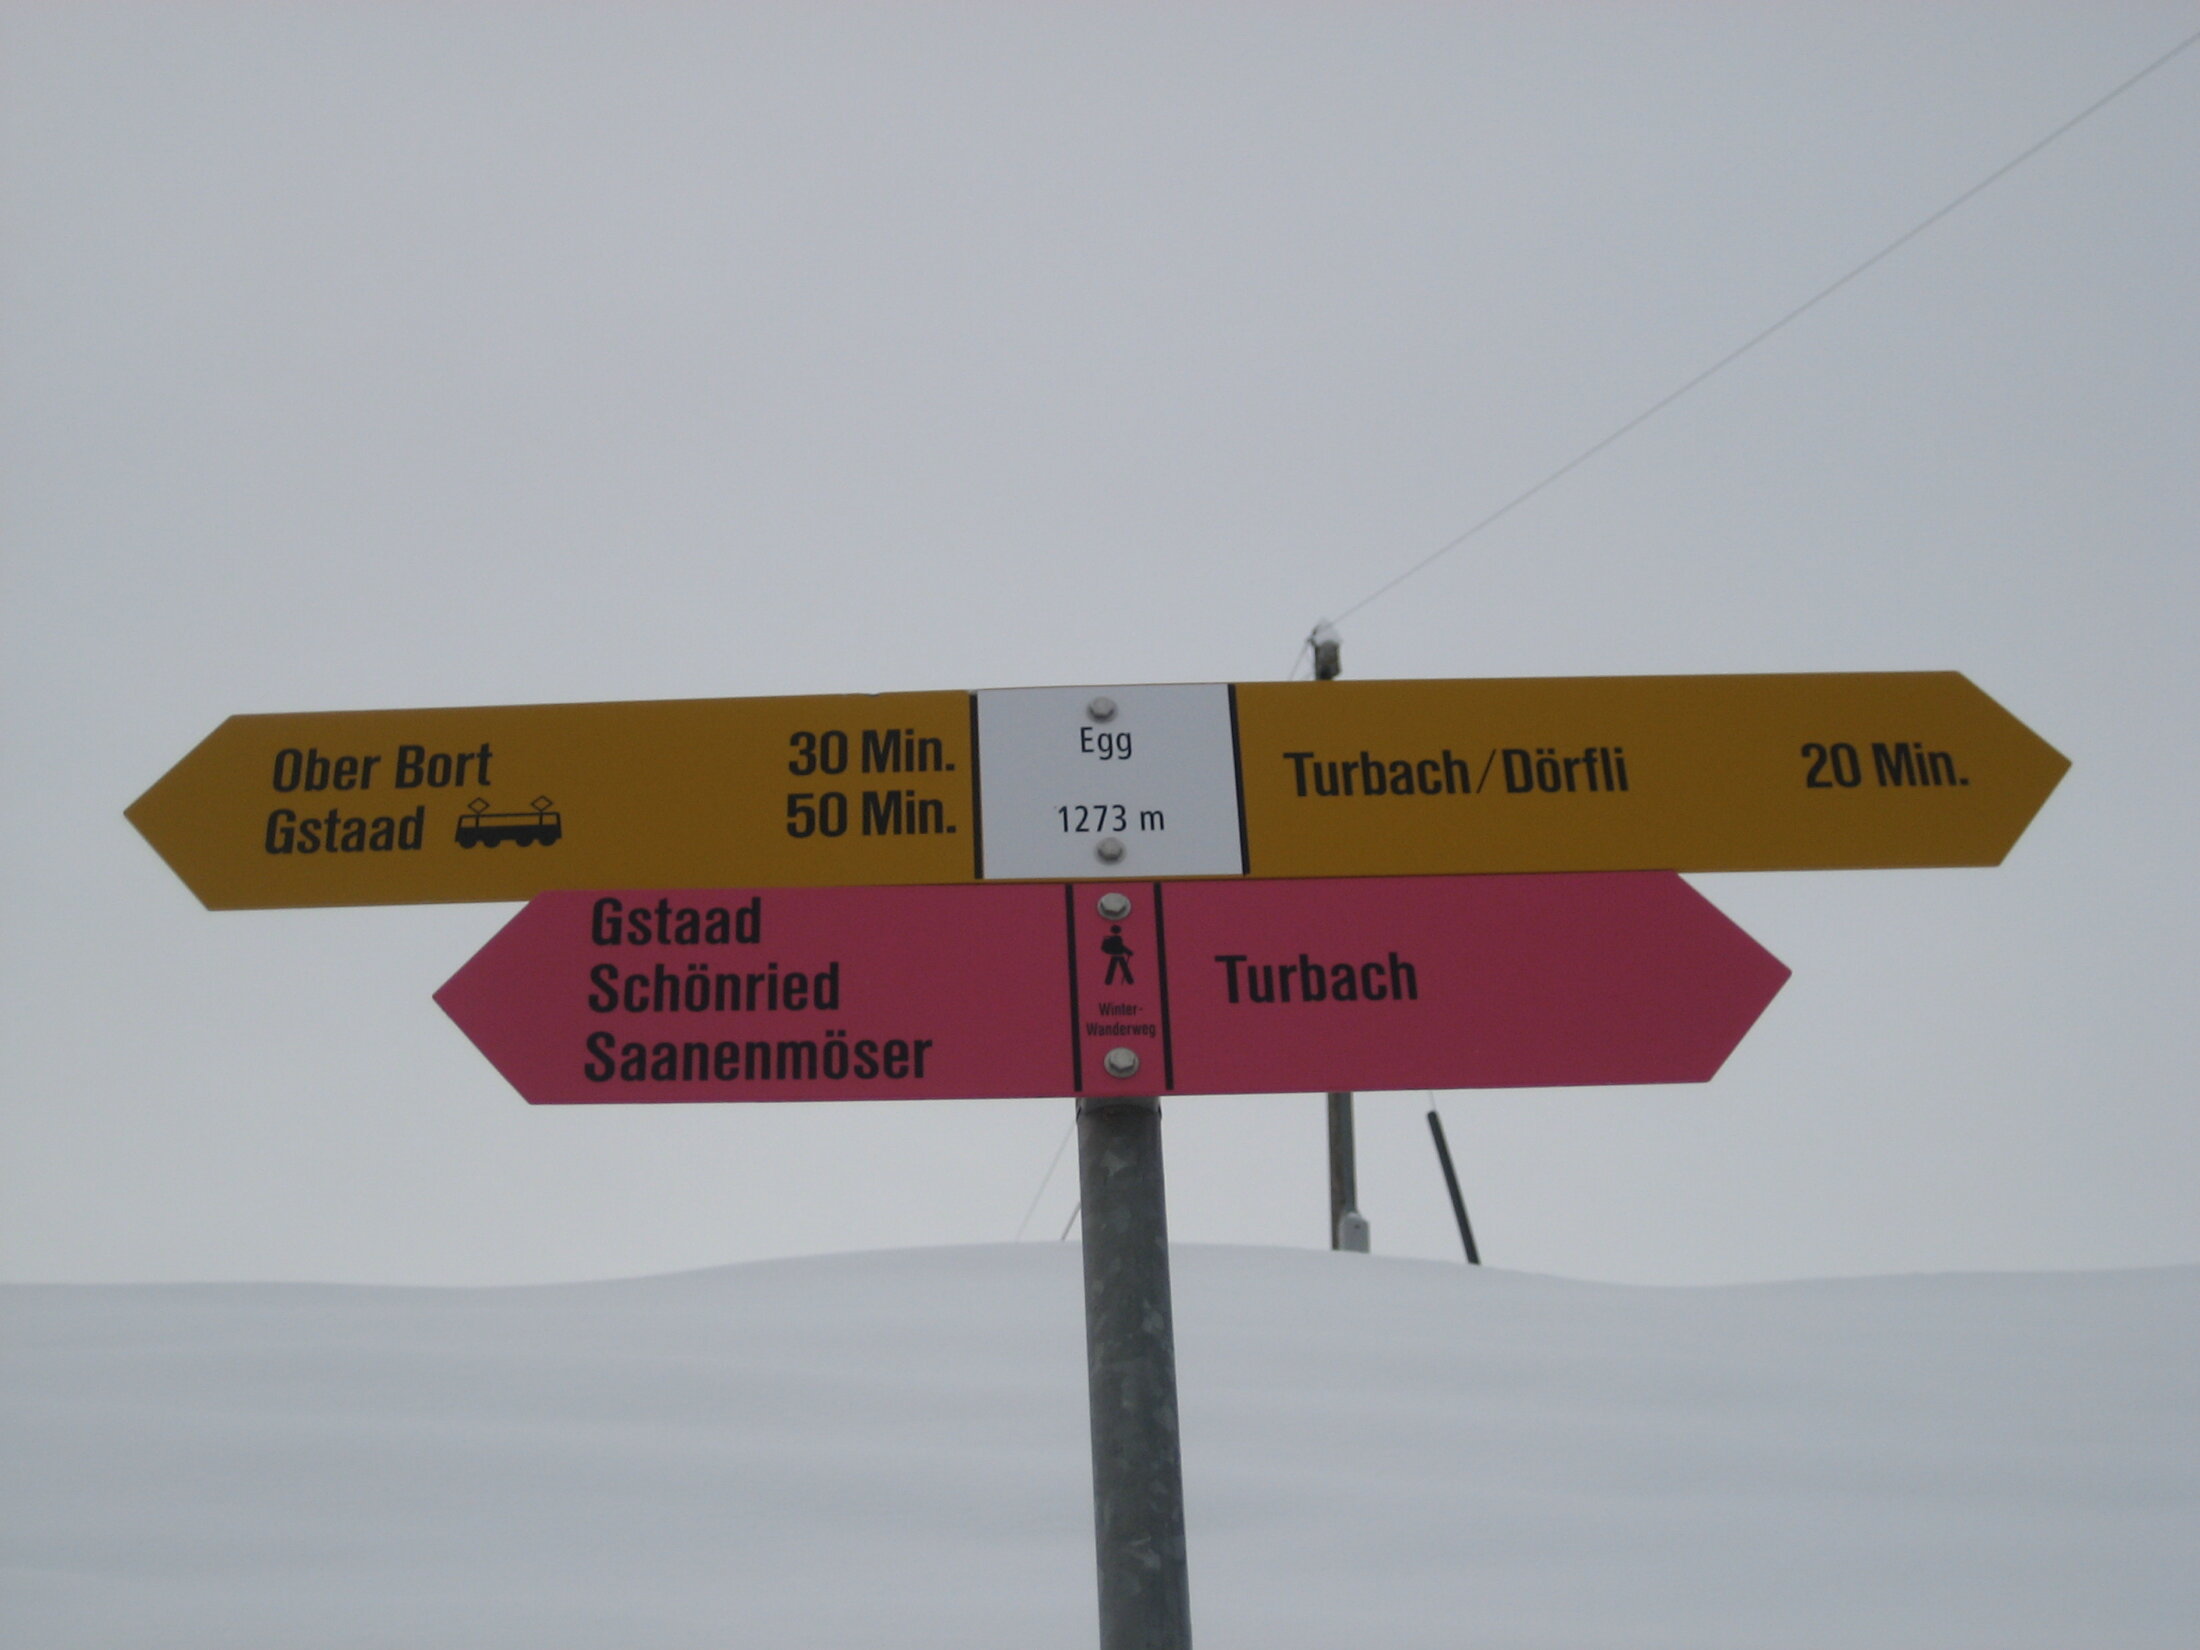 Ober Bort 30 Min.
Gstaad 50 Min.
Egg
1273 m
Turbach/Dörfli 20 Min.
Gstaad
Schönried
Saanenmöser
Winter-
Wanderweg
Turbach